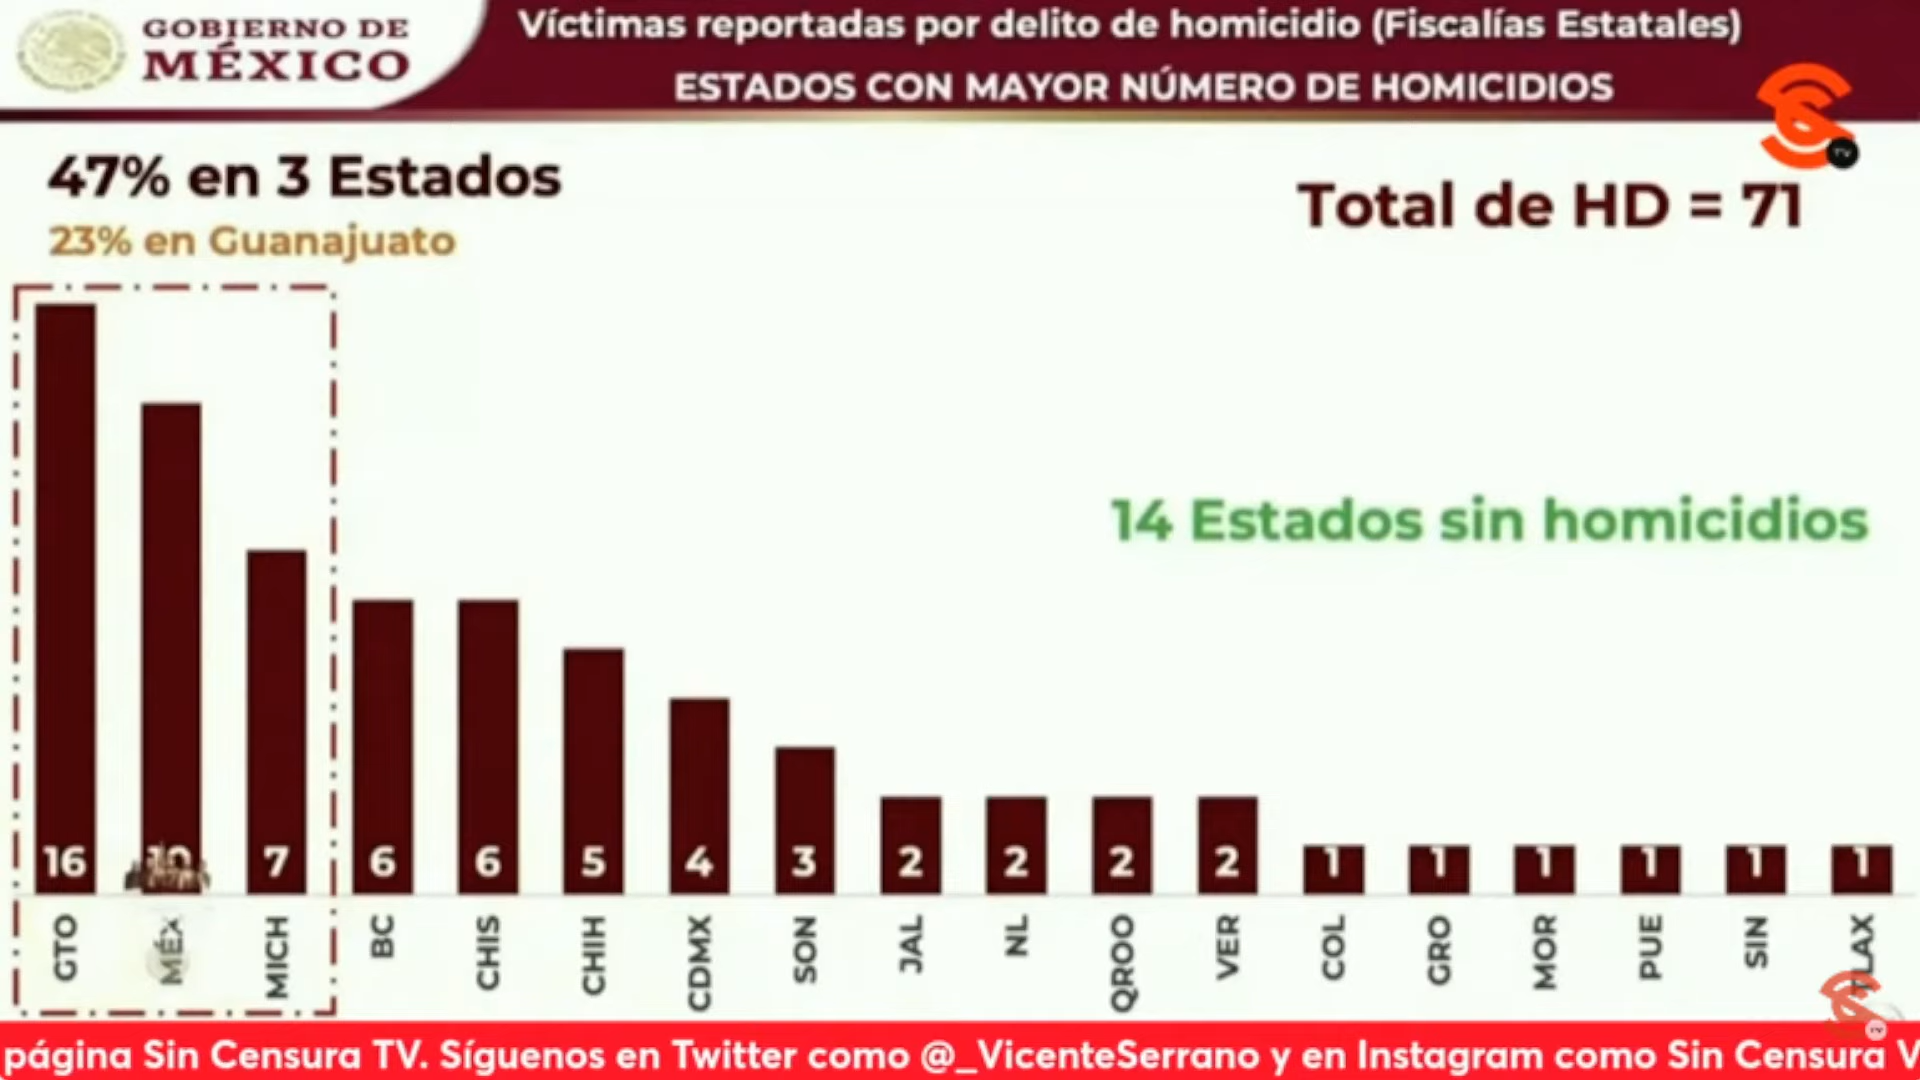 GOBIERNO DE
MÉXICO
Víctimas reportadas por delito de homicidio (Fiscalías Estatales)
ESTADOS CON MAYOR NÚMERO DE HOMICIDIOS
47% en 3 Estados
23% en Guanajuato
Total de HD = 71
14 Estados sin homicidios
16 10 7 6 6 5 4 3 2 2 2 2 1 1 1 1 1 1
GTO MÉX MICH BC CHIS CHIH CDMX SON JAL NL QROO VER COL GRO MOR PUE SIN TLAX
página Sin Censura TV. Síguenos en Twitter como @_VicenteSerrano y en Instagram como Sin Censura